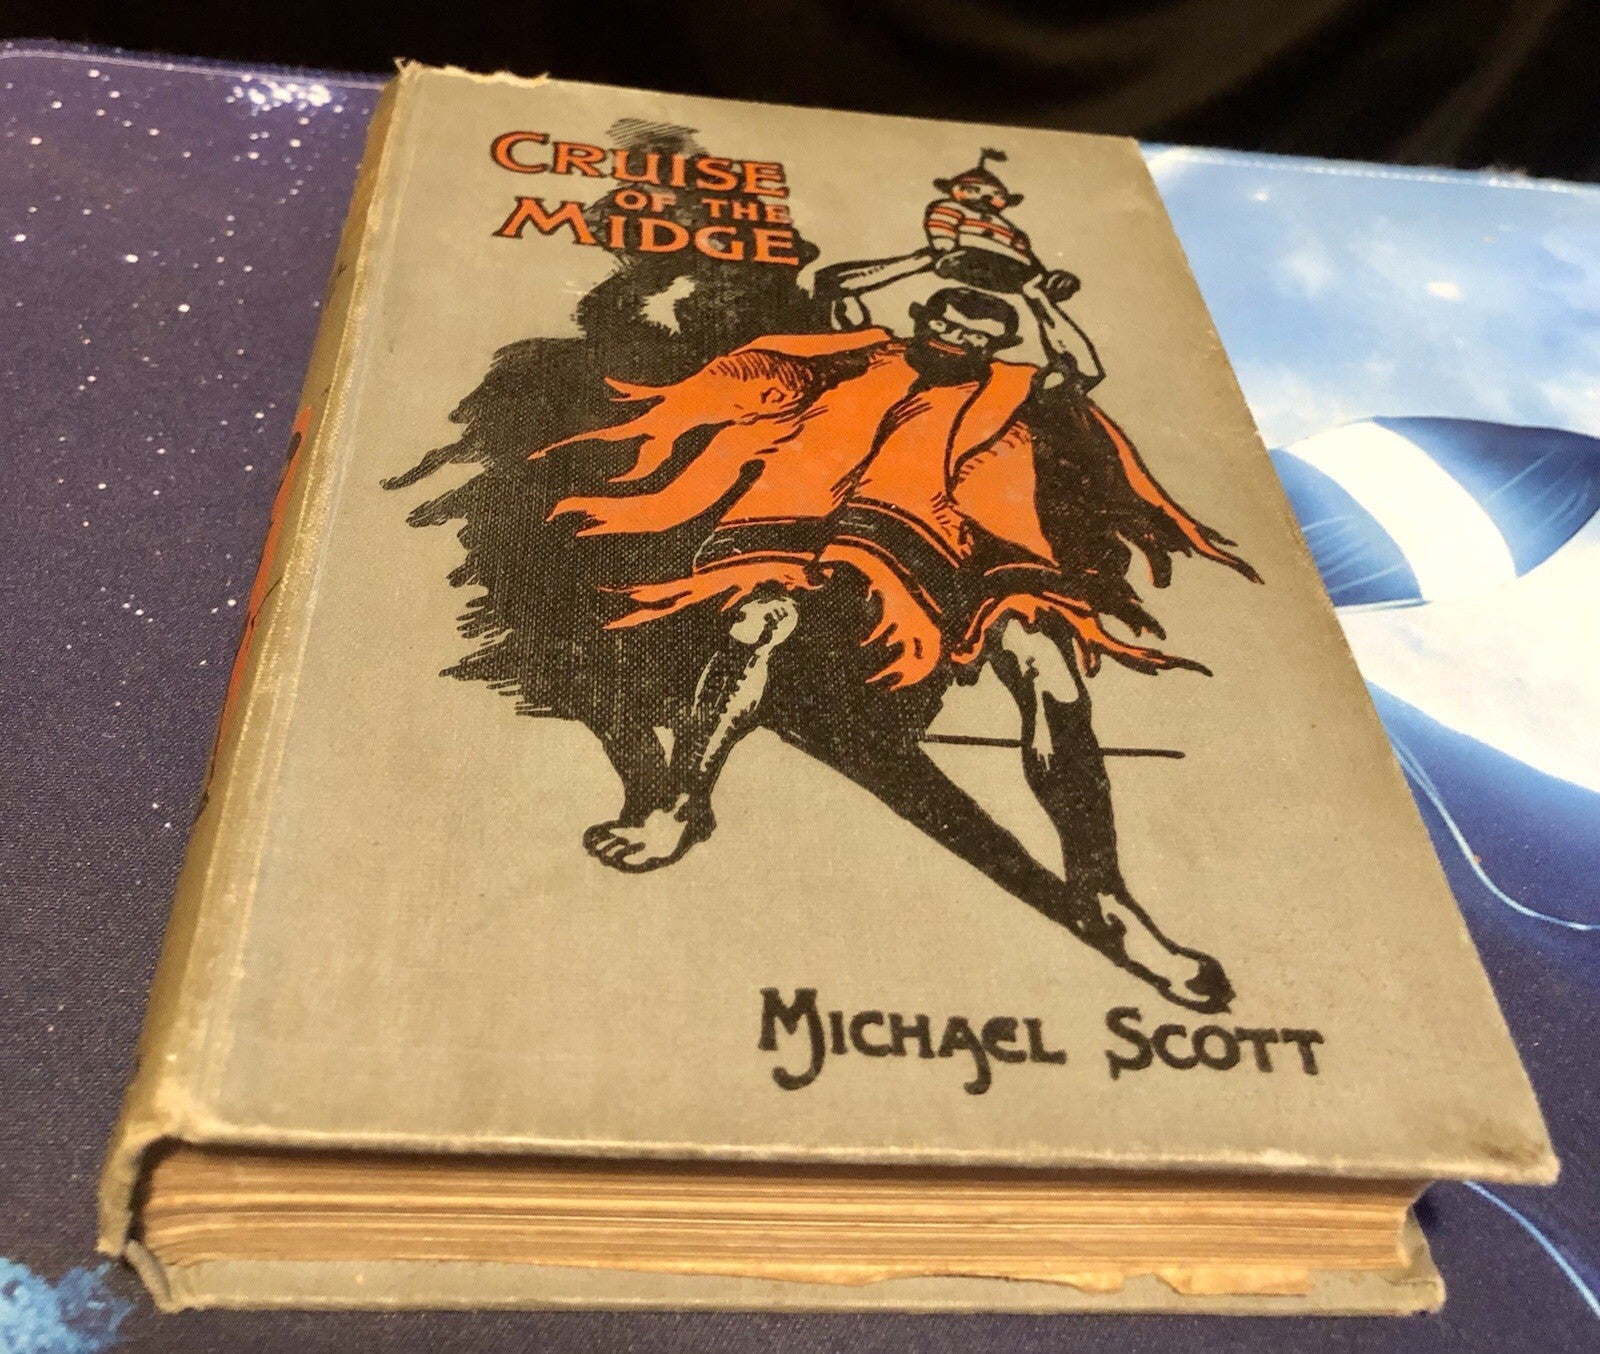 CRUISE
OF THE
MIDGE
MICHAEL SCOTT